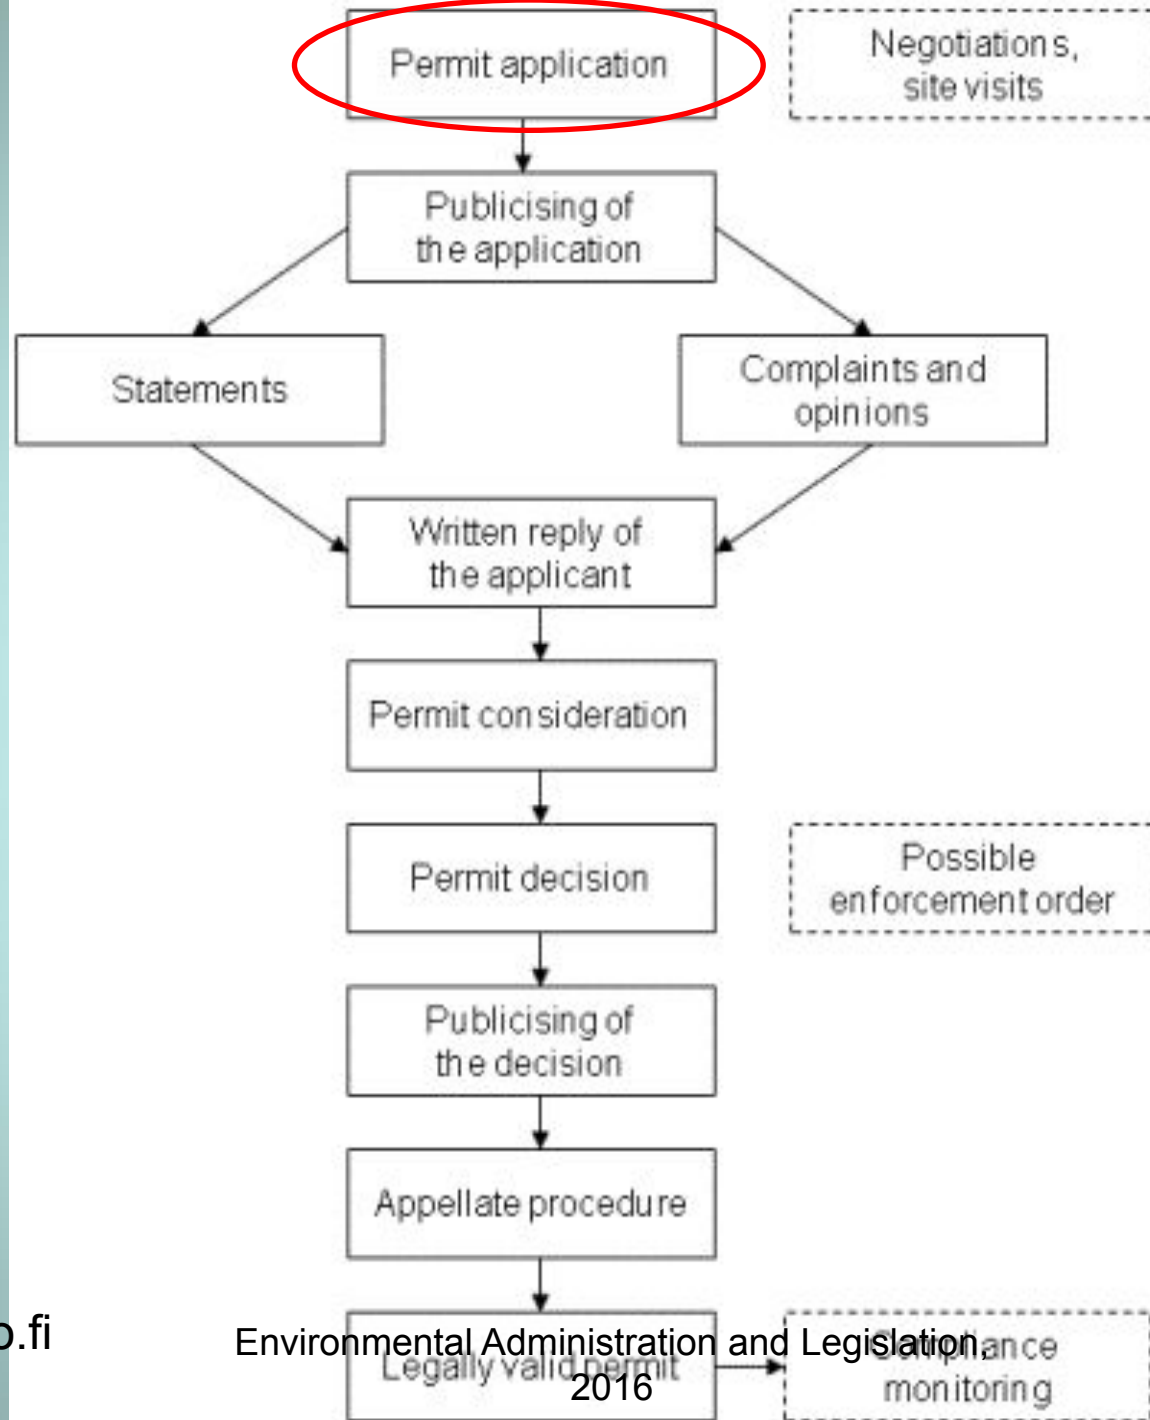 Permit application
Negotiations,
site visits
Publicising of
the application
Statements
Complaints and
opinions
Written reply of
the applicant
Permit consideration
Permit decision
Possible
enforcement order
Publicising of
the decision
Appellate procedure
Legally valid permit
Compliance
monitoring
o.fi
Environmental Administration and Legislation,
2016